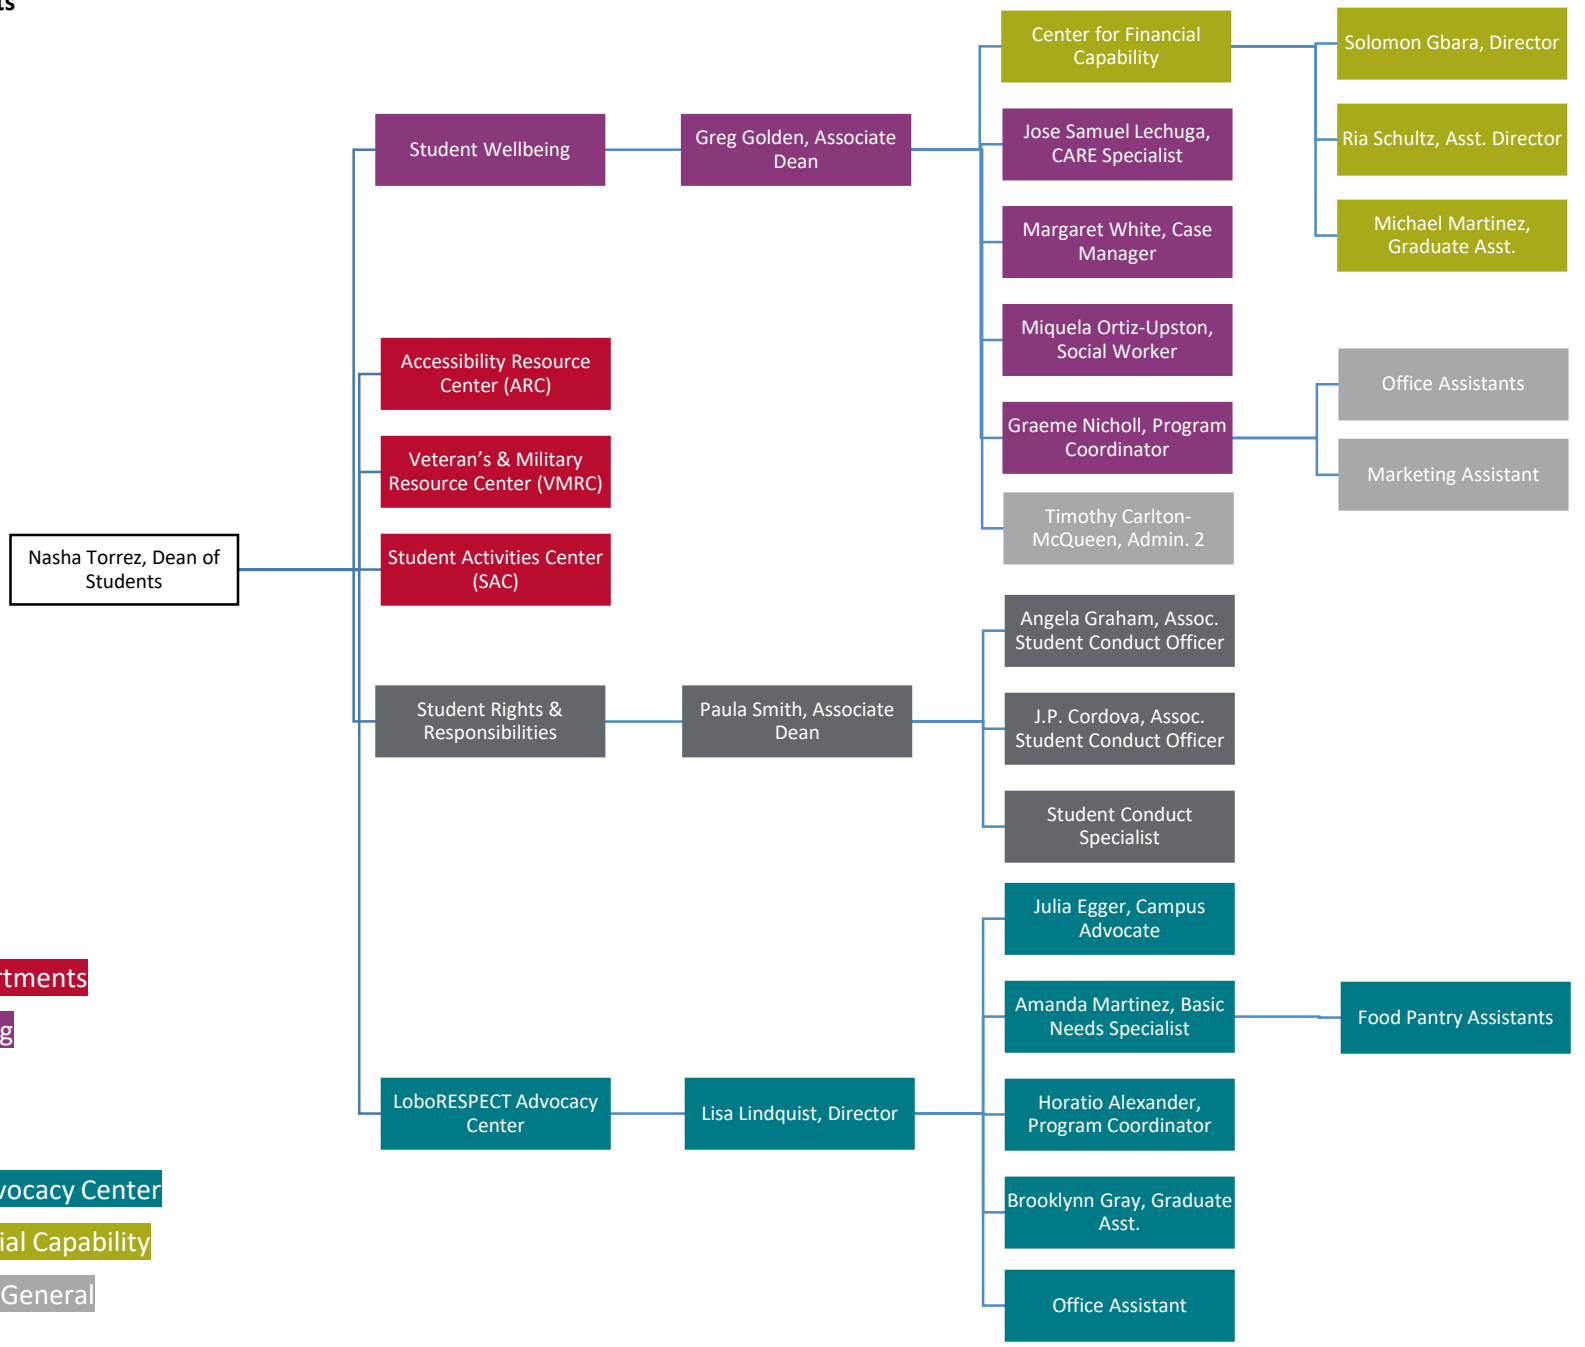 Center for Financial
Capability
Solomon Gbara, Director
Student Wellbeing
Greg Golden, Associate
Dean
Jose Samuel Lechuga,
CARE Specialist
Ria Schultz, Asst. Director
Margaret White, Case
Manager
Michael Martinez,
Graduate Asst.
Miquela Ortiz-Upston,
Social Worker
Accessibility Resource
Center (ARC)
Office Assistants
Graeme Nicholl, Program
Coordinator
Veteran’s & Military
Resource Center (VMRC)
Marketing Assistant
Timothy Carlton-
McQueen, Admin. 2
Nasha Torrez, Dean of
Students
Student Activities Center
(SAC)
Angela Graham, Assoc.
Student Conduct Officer
Student Rights &
Responsibilities
Paula Smith, Associate
Dean
J.P. Cordova, Assoc.
Student Conduct Officer
Student Conduct
Specialist
Julia Egger, Campus
Advocate
Amanda Martinez, Basic
Needs Specialist
Food Pantry Assistants
LoboRESPECT Advocacy
Center
Lisa Lindquist, Director
Horatio Alexander,
Program Coordinator
Brooklynn Gray, Graduate
Asst.
Office Assistant
rtments
g
vocacy Center
ial Capability
General